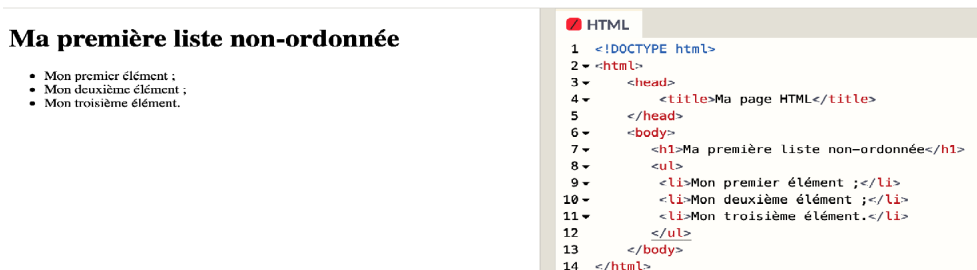 Ma première liste non-ordonnée
• Mon premier élément ;
• Mon deuxième élément ;
• Mon troisième élément.
HTML
1 <!DOCTYPE html>
2 <html>
3 <head>
4 <title>Ma page HTML</title>
5 </head>
6 <body>
7 <h1>Ma première liste non-ordonnée</h1>
8 <ul>
9 <li>Mon premier élément ;</li>
10 <li>Mon deuxième élément ;</li>
11 <li>Mon troisième élément.</li>
12 </ul>
13 </body>
14 </html>